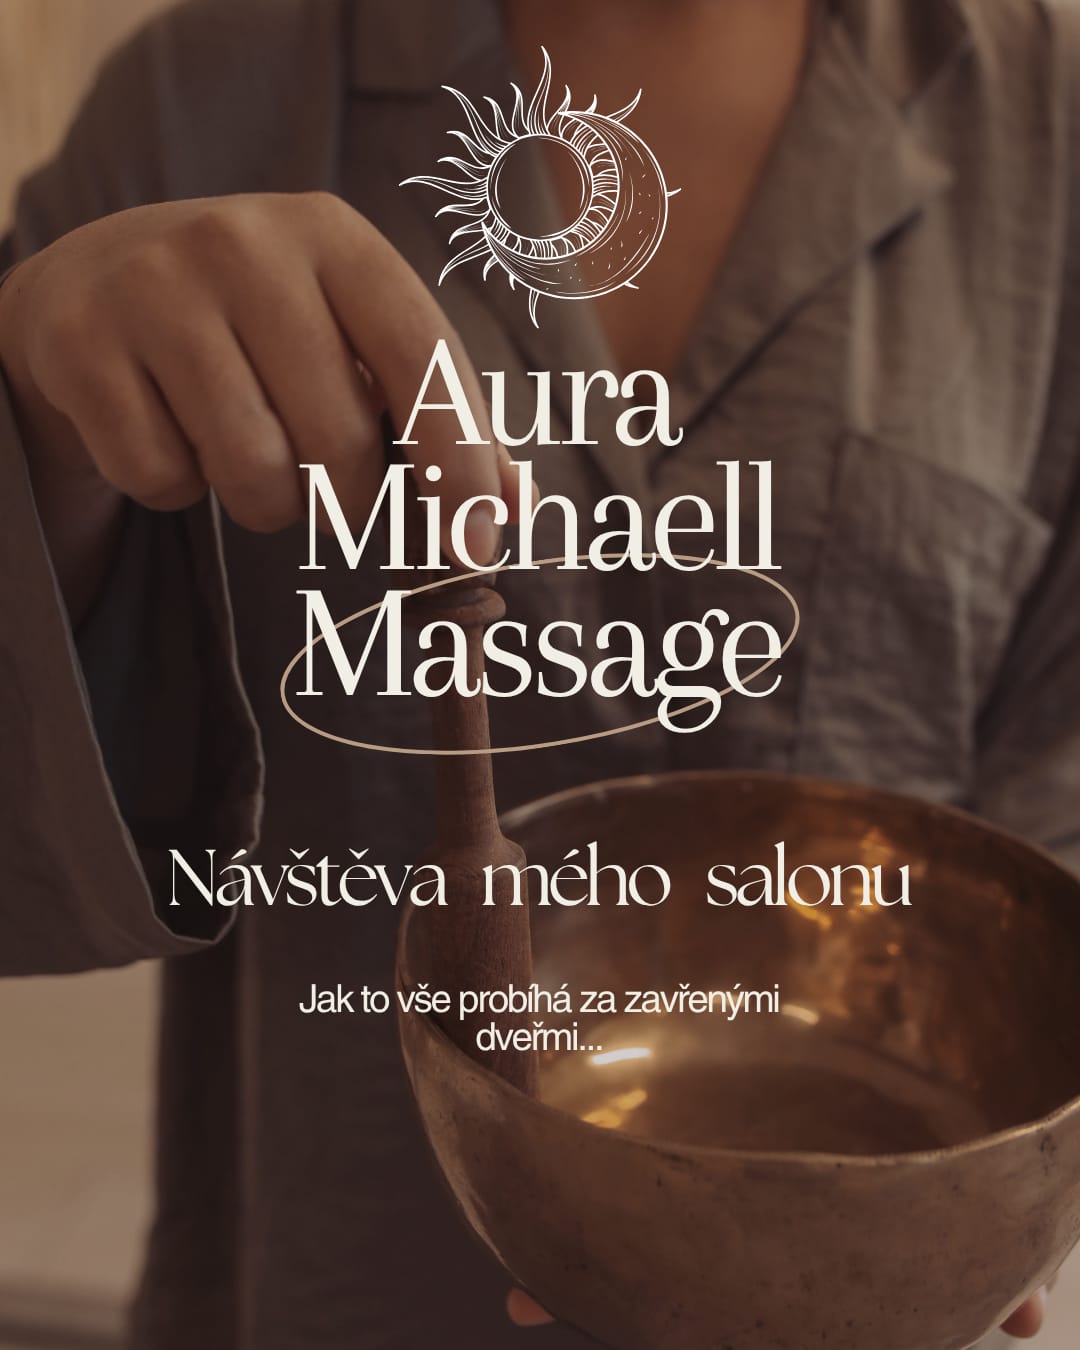 Aura
Michaell
Massage
Návštěva mého salonu
Jak to vše probíhá za zavřenými
dveřmi...